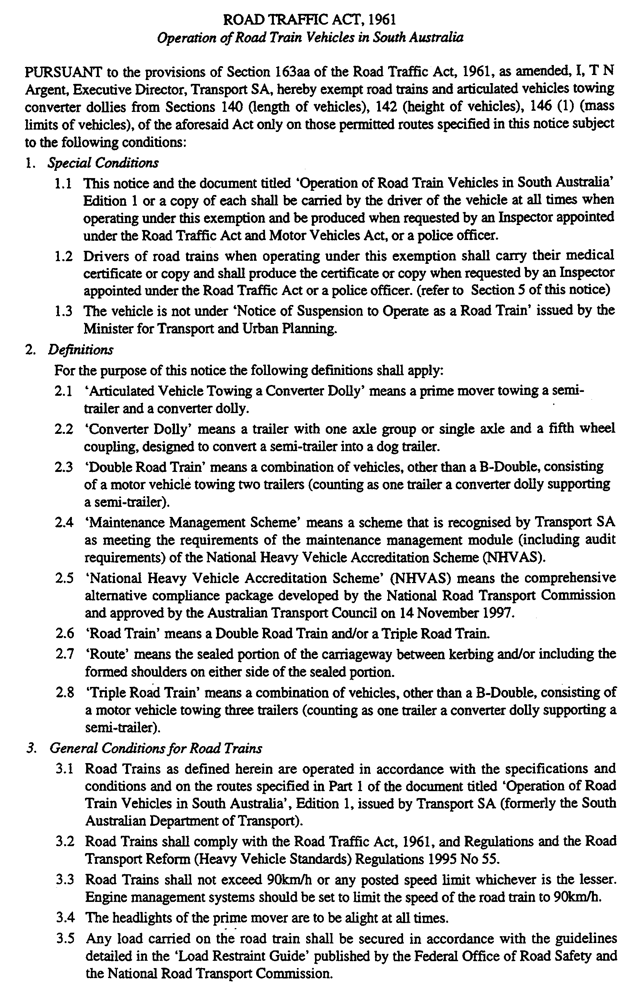 ROAD TRAFFIC ACT, 1961
Operation of Road Train Vehicles in South Australia
PURSUANT to the provisions of Section 163aa of the Road Traffic Act, 1961, as amended, I, T N
Argent, Executive Director, Transport SA, hereby exempt road trains and articulated vehicles towing
converter dollies from Sections 140 (length of vehicles), 142 (height of vehicles), 146 (1) (mass
limits of vehicles), of the aforesaid Act only on those permitted routes specified in this notice subject
to the following conditions:
1. Special Conditions
1.1 This notice and the document titled ‘Operation of Road Train Vehicles in South Australia’
Edition 1 or a copy of each shall be carried by the driver of the vehicle at all times when
operating under this exemption and be produced when requested by an Inspector appointed
under the Road Traffic Act and Motor Vehicles Act, or a police officer.
1.2 Drivers of road trains when operating under this exemption shall carry their medical
certificate or copy and shall produce the certificate or copy when requested by an Inspector
appointed under the Road Traffic Act or a police officer. (refer to Section 5 of this notice)
1.3 The vehicle is not under ‘Notice of Suspension to Operate as a Road Train’ issued by the
Minister for Transport and Urban Planning.
2. Definitions
For the purpose of this notice the following definitions shall apply:
2.1 ‘Articulated Vehicle Towing a Converter Dolly’ means a prime mover towing a semi-
trailer and a converter dolly.
2.2 ‘Converter Dolly’ means a trailer with one axle group or single axle and a fifth wheel
coupling, designed to convert a semi-trailer into a dog trailer.
2.3 ‘Double Road Train’ means a combination of vehicles, other than a B-Double, consisting
of a motor vehicle towing two trailers (counting as one trailer a converter dolly supporting
a semi-trailer).
2.4 ‘Maintenance Management Scheme’ means a scheme that is recognised by Transport SA
as meeting the requirements of the maintenance management module (including audit
requirements) of the National Heavy Vehicle Accreditation Scheme (NHVAS).
2.5 ‘National Heavy Vehicle Accreditation Scheme’ (NHVAS) means the comprehensive
alternative compliance package developed by the National Road Transport Commission
and approved by the Australian Transport Council on 14 November 1997.
2.6 ‘Road Train’ means a Double Road Train and/or a Triple Road Train.
2.7 ‘Route’ means the sealed portion of the carriageway between kerbing and/or including the
formed shoulders on either side of the sealed portion.
2.8 ‘Triple Road Train’ means a combination of vehicles, other than a B-Double, consisting of
a motor vehicle towing three trailers (counting as one trailer a converter dolly supporting a
semi-trailer).
3. General Conditions for Road Trains
3.1 Road Trains as defined herein are operated in accordance with the specifications and
conditions and on the routes specified in Part 1 of the document titled ‘Operation of Road
Train Vehicles in South Australia’, Edition 1, issued by Transport SA (formerly the South
Australian Department of Transport).
3.2 Road Trains shall comply with the Road Traffic Act, 1961, and Regulations and the Road
Transport Reform (Heavy Vehicle Standards) Regulations 1995 No 55.
3.3 Road Trains shall not exceed 90km/h or any posted speed limit whichever is the lesser.
Engine management systems should be set to limit the speed of the road train to 90km/h.
3.4 The headlights of the prime mover are to be alight at all times.
3.5 Any load carried on the road train shall be secured in accordance with the guidelines
detailed in the ‘Load Restraint Guide’ published by the Federal Office of Road Safety and
the National Road Transport Commission.